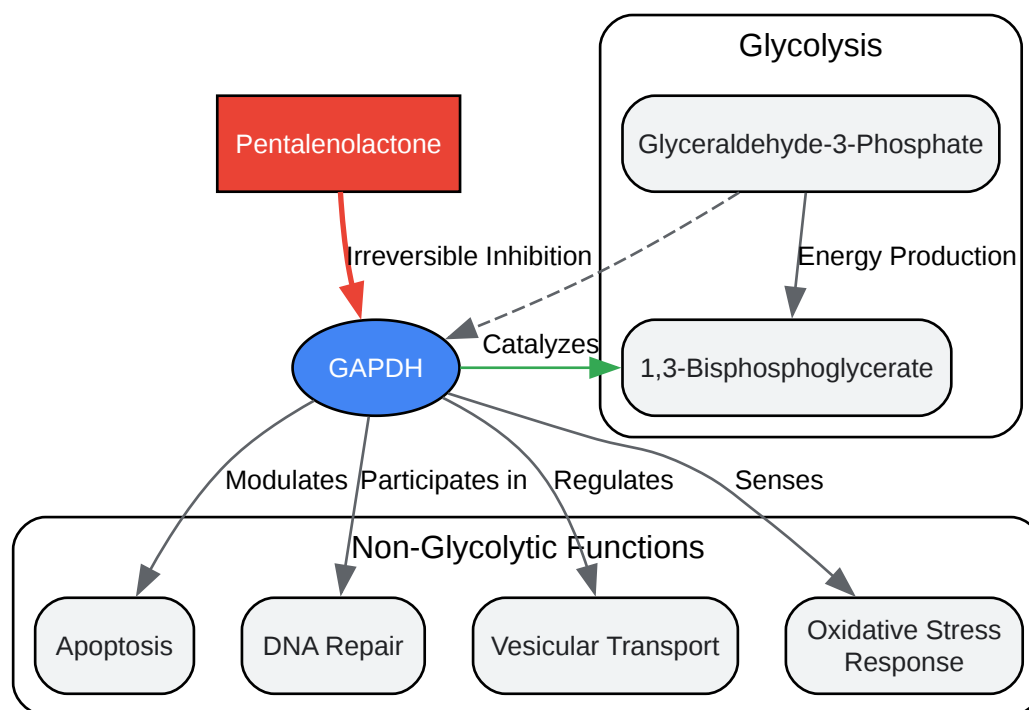 Glycolysis
Pentalenolactone
Glyceraldehyde-3-Phosphate
Irreversible Inhibition
Energy Production
Catalyzes
GAPDH
1,3-Bisphosphoglycerate
Modulates
Participates in
Regulates
Senses
Non-Glycolytic Functions
Apoptosis
DNA Repair
Vesicular Transport
Oxidative Stress
Response